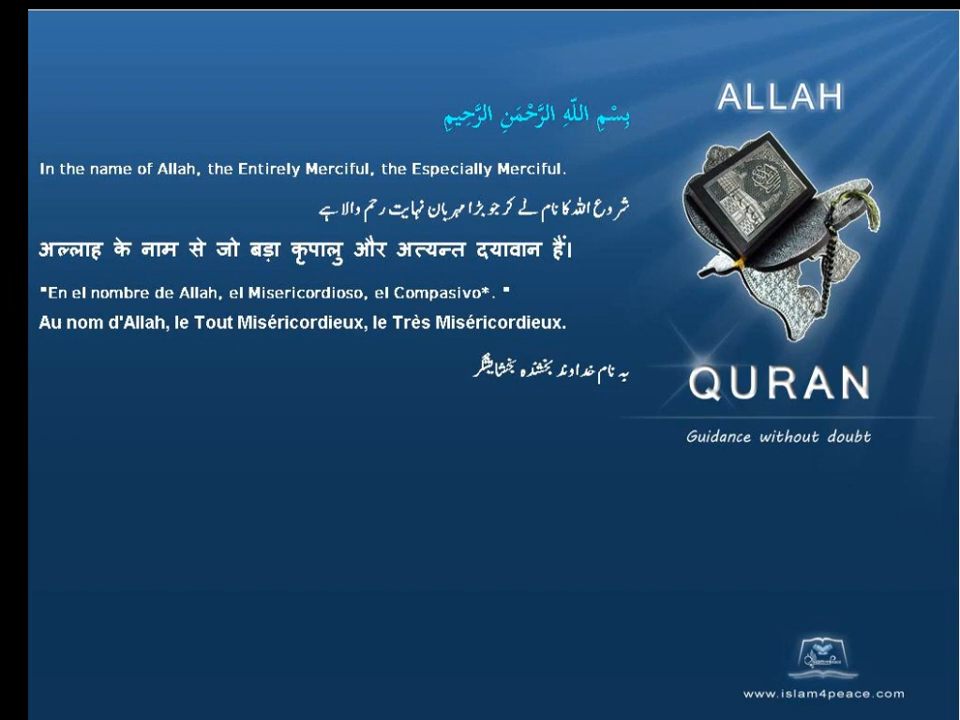 بِسْمِ اللّهِ الرَّحْمَنِ الرَّحِيمِ
In the name of Allah, the Entirely Merciful, the Especially Merciful.
شروع اللہ کا نام لے کر جو بڑا مہربان نہایت رحم والا ہے
अल्लाह के नाम से जो बड़ा कृपालु और अत्यन्त दयावान हैं।
"En el nombre de Allah, el Misericordioso, el Compasivo*. "
Au nom d'Allah, le Tout Miséricordieux, le Très Miséricordieux.
به نام خداوند بخشنده بخشایشگر
ALLAH
QURAN
Guidance without doubt
www.islam4peace.com